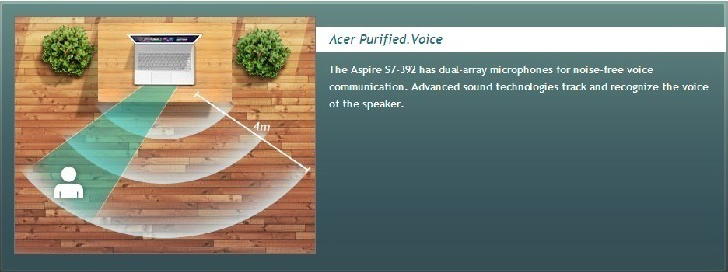 Acer Purified.Voice
The Aspire S7-392 has dual-array microphones for noise-free voice
communication. Advanced sound technologies track and recognize the voice
of the speaker.
4m